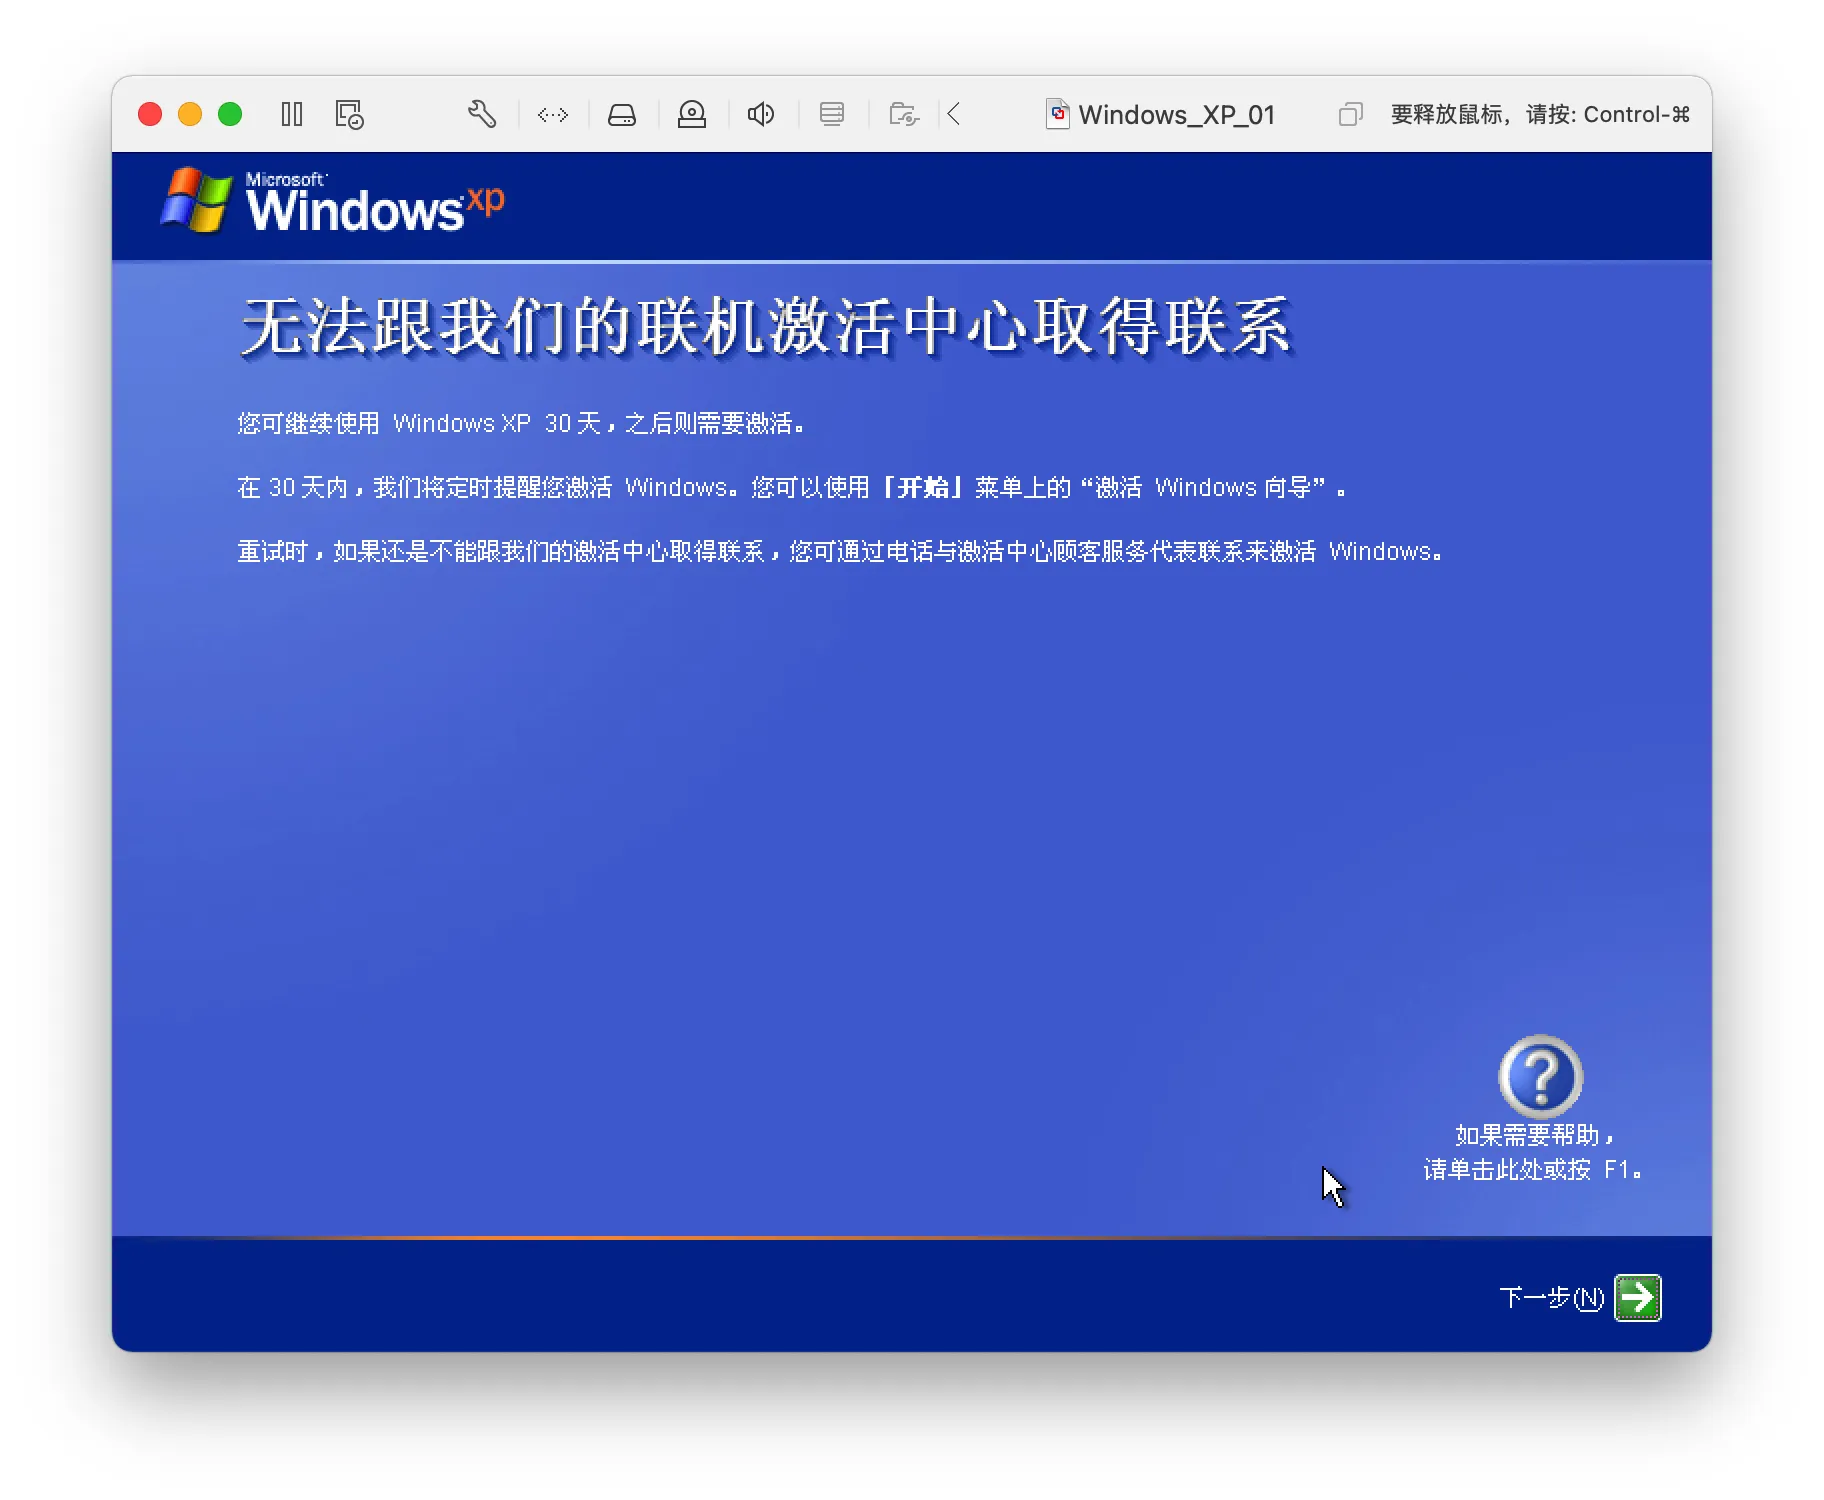 Windows_XP_01
要释放鼠标，请按: Control-⌘
Microsoft
Windows xp
无法跟我们的联机激活中心取得联系
您可继续使用 Windows XP 30 天，之后则需要激活。
在 30 天内，我们将定时提醒您激活 Windows。您可以使用「开始」菜单上的“激活 Windows 向导”。
重试时，如果还是不能跟我们的激活中心取得联系，您可通过电话与激活中心顾客服务代表联系来激活 Windows。
如果需要帮助，
请单击此处或按 F1。
下一步(N)